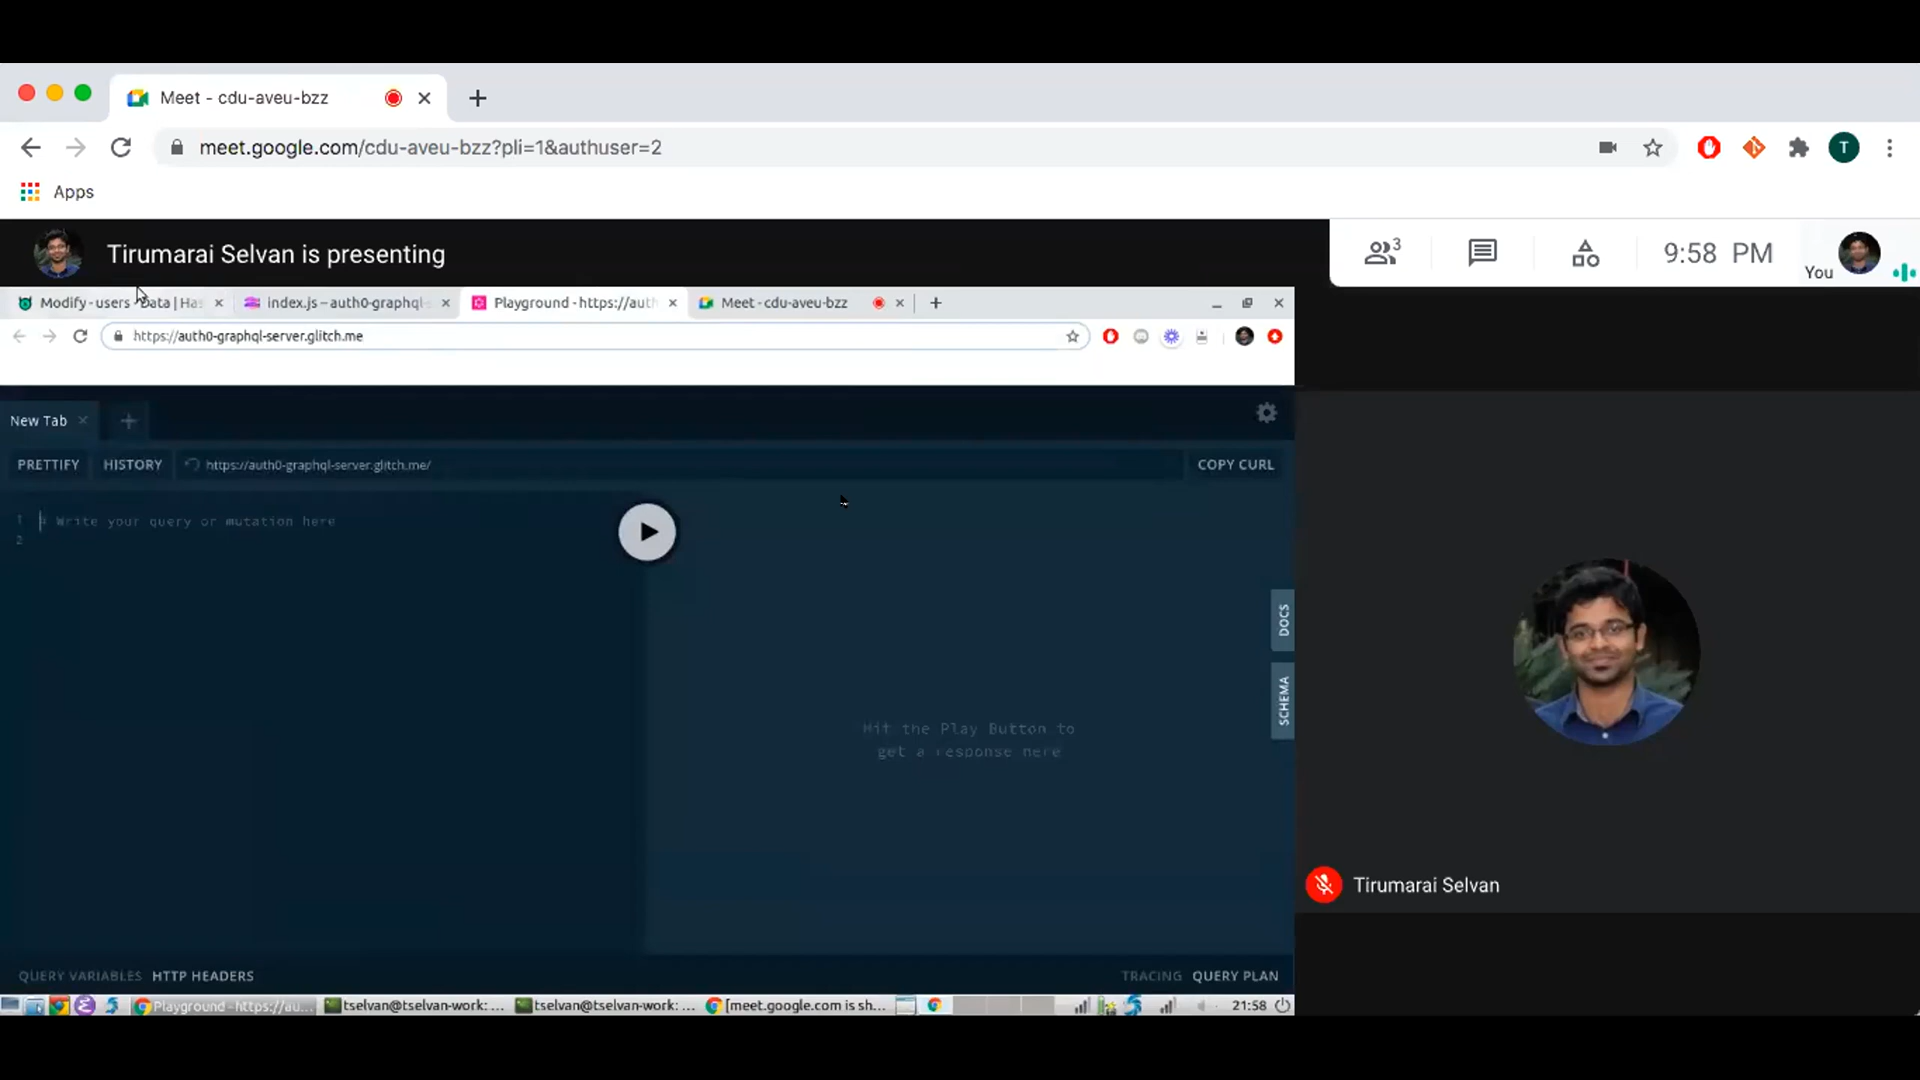 Meet - cdu-aveu-bzz
meet.google.com/cdu-aveu-bzz?pli=1&authuser=2
T
Apps
Tirumarai Selvan is presenting
3
9:58 PM
You
Modify - users - Data | Has
index.js – auth0-graphql-
Playground - https://auth
Meet - cdu-aveu-bzz
https://auth0-graphql-server.glitch.me
New Tab
PRETTIFY
HISTORY
https://auth0-graphql-server.glitch.me/
COPY CURL
1 # Write your query or mutation here
2
DOCS
SCHEMA
Hit the Play Button to
get a response here
Tirumarai Selvan
QUERY VARIABLES
HTTP HEADERS
TRACING
QUERY PLAN
Playground - https://au...
tselvan@tselvan-work: ...
tselvan@tselvan-work: ...
[meet.google.com is sh...
21:58